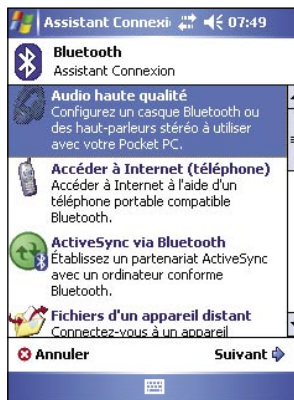 Assistant Connexi 07:49
Bluetooth
Assistant Connexion
Audio haute qualité
Configurez un casque Bluetooth ou
des haut-parleurs stéréo à utiliser
avec votre Pocket PC.
Accéder à Internet (téléphone)
Accéder à Internet à l'aide d'un
téléphone portable compatible
Bluetooth.
ActiveSync via Bluetooth
Établissez un partenariat ActiveSync
avec un ordinateur conforme
Bluetooth.
Fichiers d'un appareil distant
Connectez-vous à un appareil
Annuler Suivant